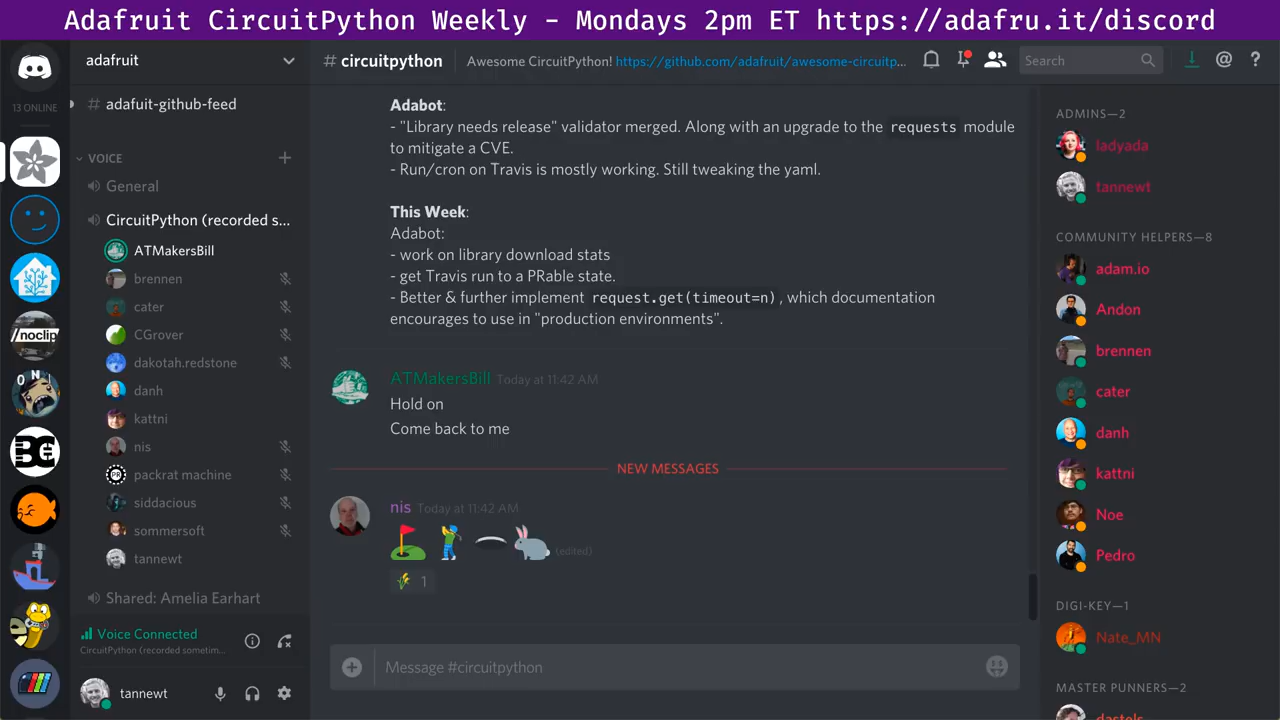 Adafruit CircuitPython Weekly - Mondays 2pm ET https://adafru.it/discord
adafruit
# circuitpython
Awesome CircuitPython! https://github.com/adafruit/awesome-circuitp...
Search
13 ONLINE
# adafuit-github-feed
VOICE
General
CircuitPython (recorded s...
ATMakersBill
brennen
cater
CGrover
dakotah.redstone
danh
kattni
nis
packrat machine
siddacious
sommersoft
tannewt
Shared: Amelia Earhart
Voice Connected
CircuitPython (recorded sometim...
tannewt
/noclip
Adabot:
- "Library needs release" validator merged. Along with an upgrade to the requests module
to mitigate a CVE.
- Run/cron on Travis is mostly working. Still tweaking the yaml.
This Week:
Adabot:
- work on library download stats
- get Travis run to a PRable state.
- Better & further implement request.get(timeout=n), which documentation
encourages to use in "production environments".
ATMakersBill Today at 11:42 AM
Hold on
Come back to me
NEW MESSAGES
nis Today at 11:42 AM
(edited)
1
Message #circuitpython
ADMINS—2
ladyada
tannewt
COMMUNITY HELPERS—8
adam.io
Andon
brennen
cater
danh
kattni
Noe
Pedro
DIGI-KEY—1
Nate_MN
MASTER PUNNERS—2